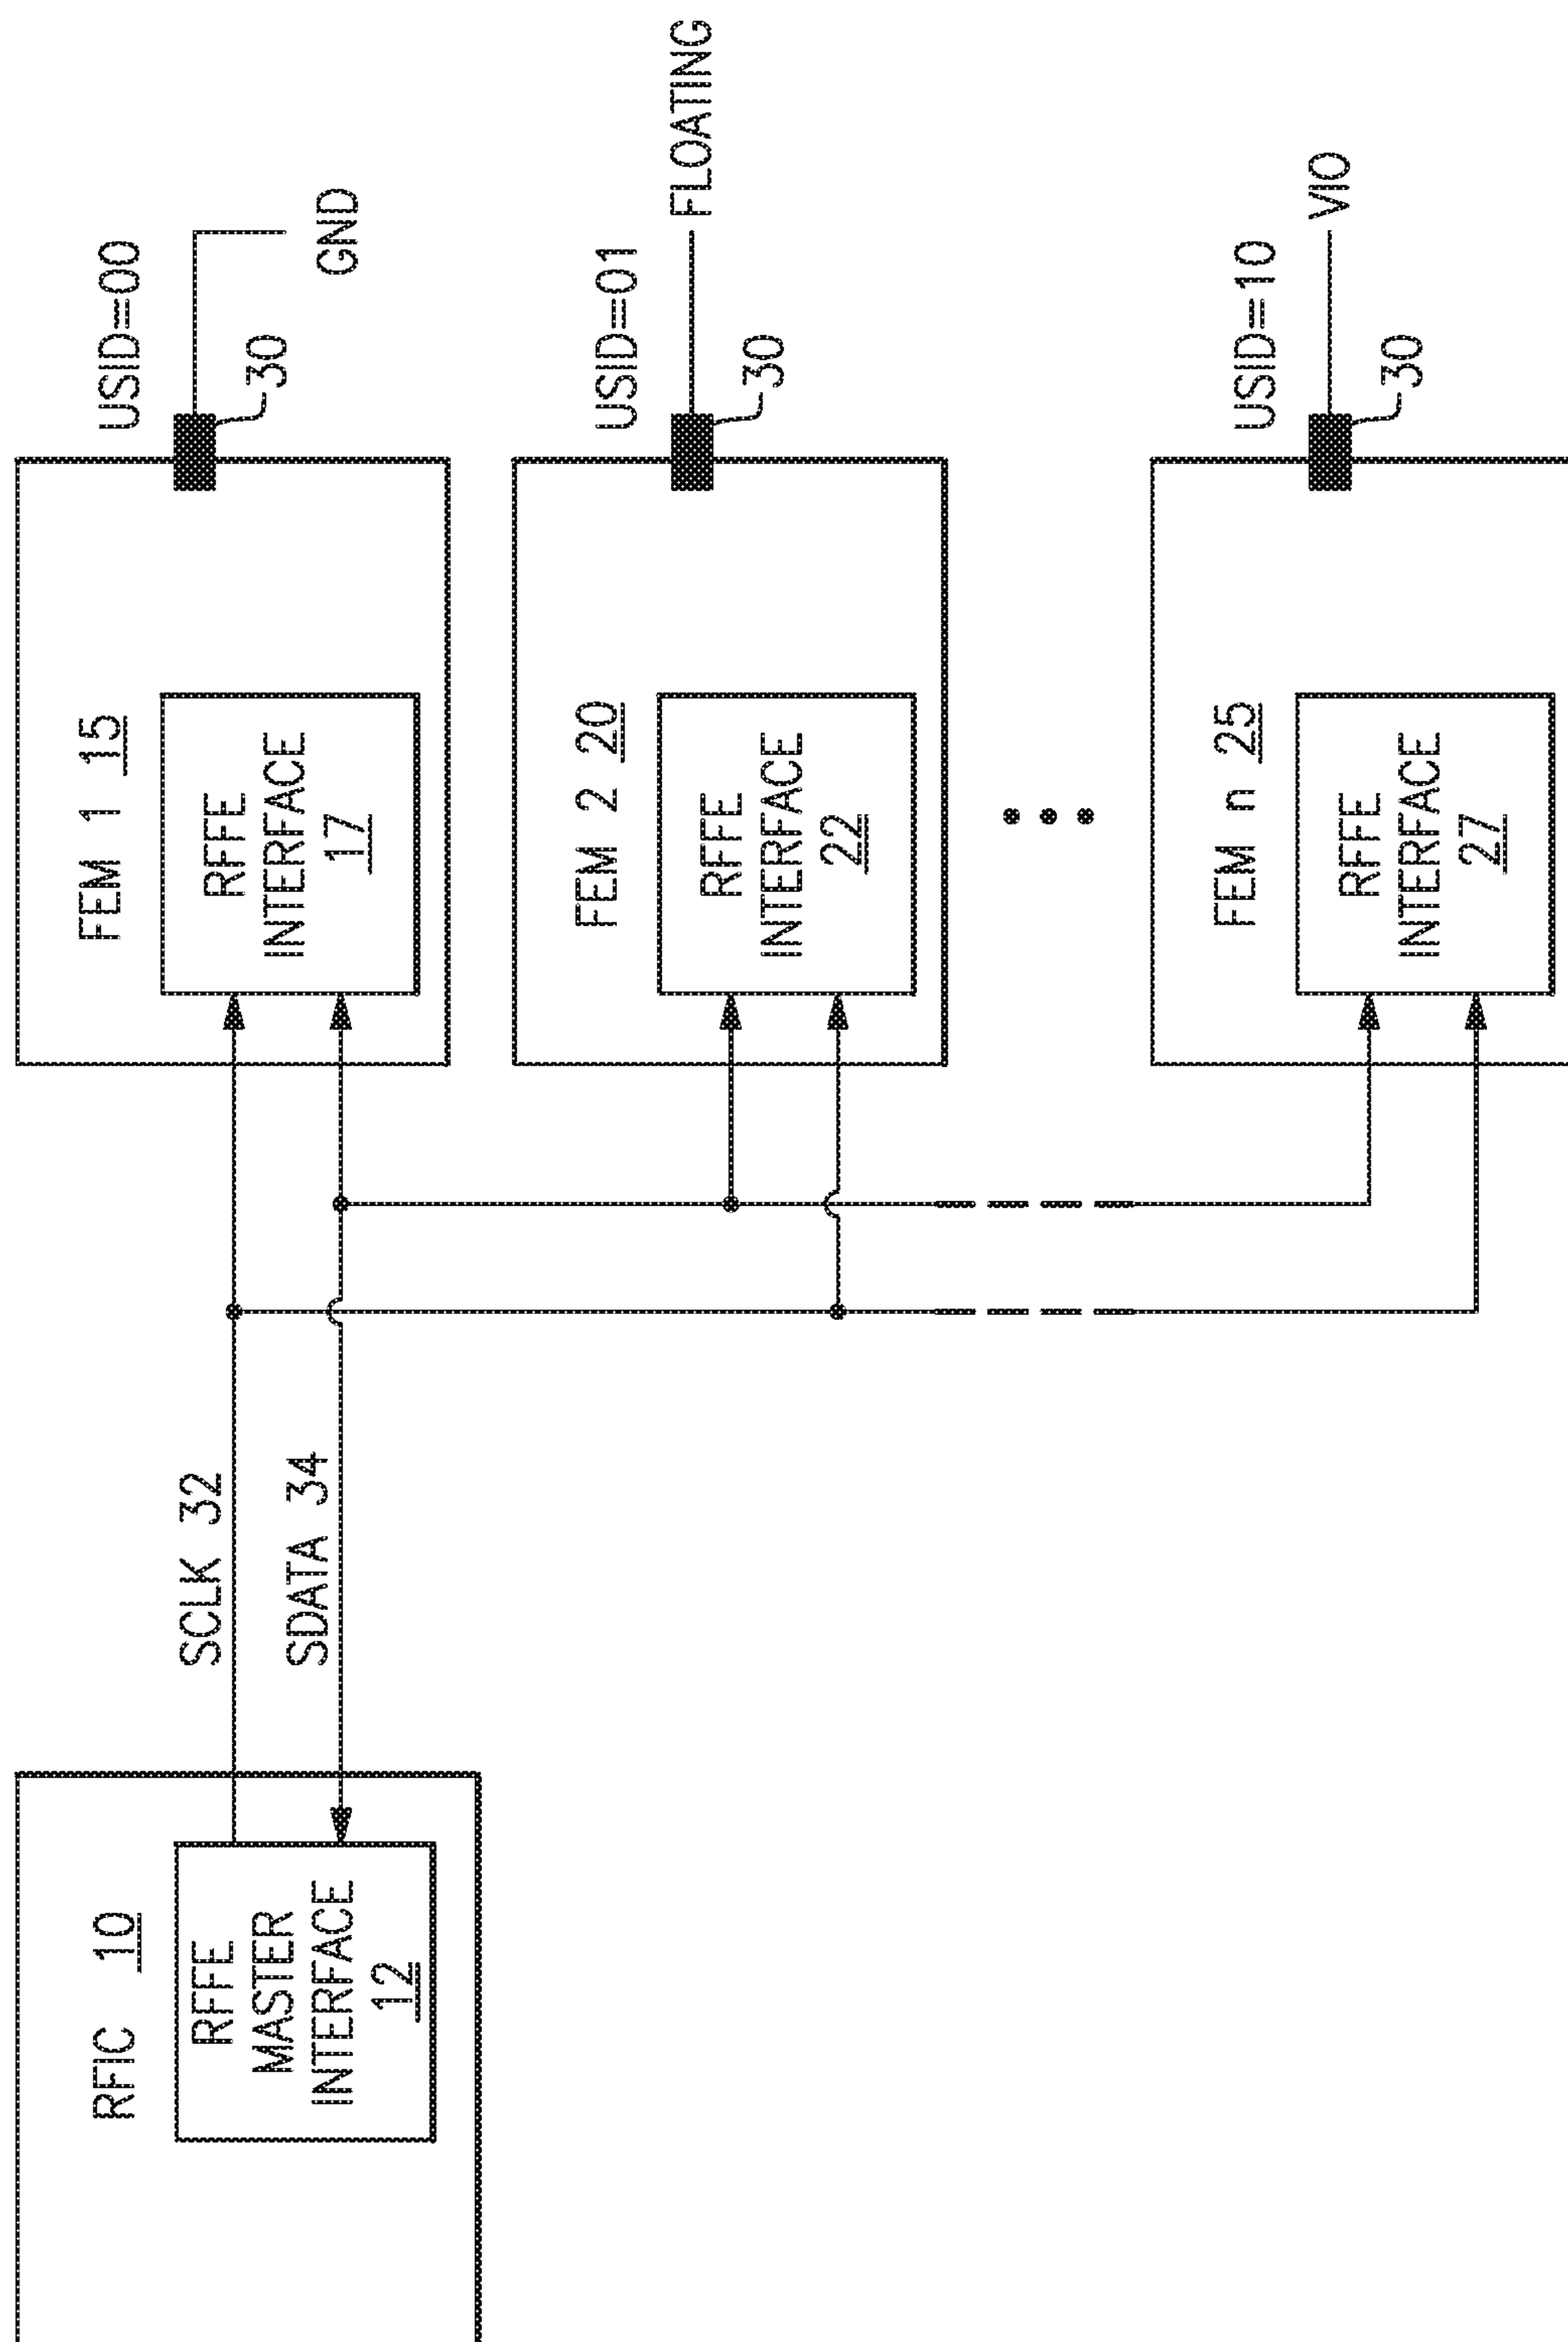 RFIC 10
RFFE
MASTER
INTERFACE
12
SCLK 32
SDATA 34
FEM 1 15
RFFE
INTERFACE
17
USID=00
30
GND
FEM 2 20
RFFE
INTERFACE
22
USID=01
30
FLOATING
FEM n 25
RFFE
INTERFACE
27
USID=10
30
VIO